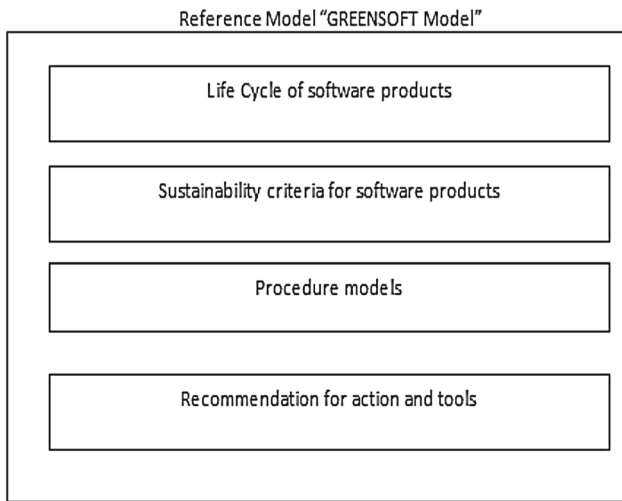 Reference Model “GREENSOFT Model”
Life Cycle of software products
Sustainability criteria for software products
Procedure models
Recommendation for action and tools